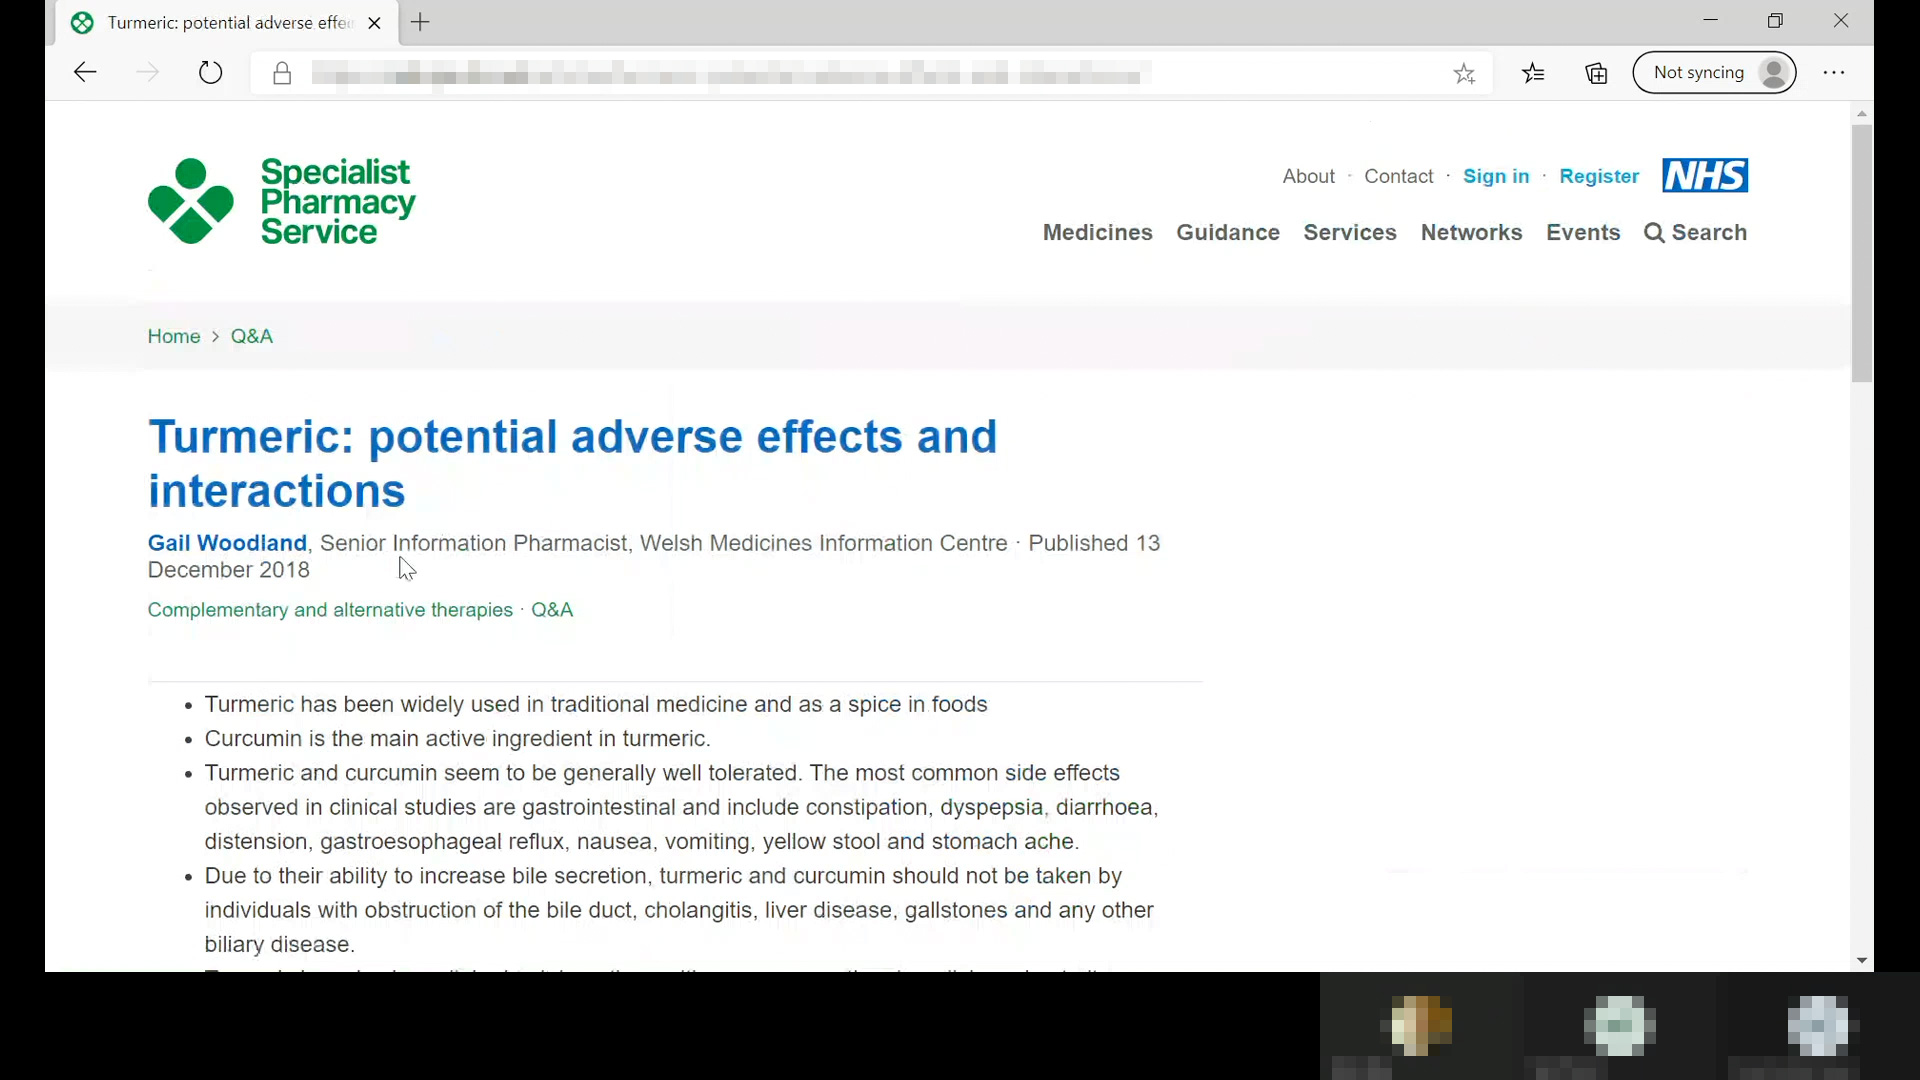 Turmeric: potential adverse effe
Not syncing
Specialist
Pharmacy
Service
About · Contact · Sign in · Register NHS
Medicines Guidance Services Networks Events Search
Home > Q&A
Turmeric: potential adverse effects and
interactions
Gail Woodland, Senior Information Pharmacist, Welsh Medicines Information Centre · Published 13
December 2018
Complementary and alternative therapies · Q&A
• Turmeric has been widely used in traditional medicine and as a spice in foods
• Curcumin is the main active ingredient in turmeric.
• Turmeric and curcumin seem to be generally well tolerated. The most common side effects
observed in clinical studies are gastrointestinal and include constipation, dyspepsia, diarrhoea,
distension, gastroesophageal reflux, nausea, vomiting, yellow stool and stomach ache.
• Due to their ability to increase bile secretion, turmeric and curcumin should not be taken by
individuals with obstruction of the bile duct, cholangitis, liver disease, gallstones and any other
biliary disease.